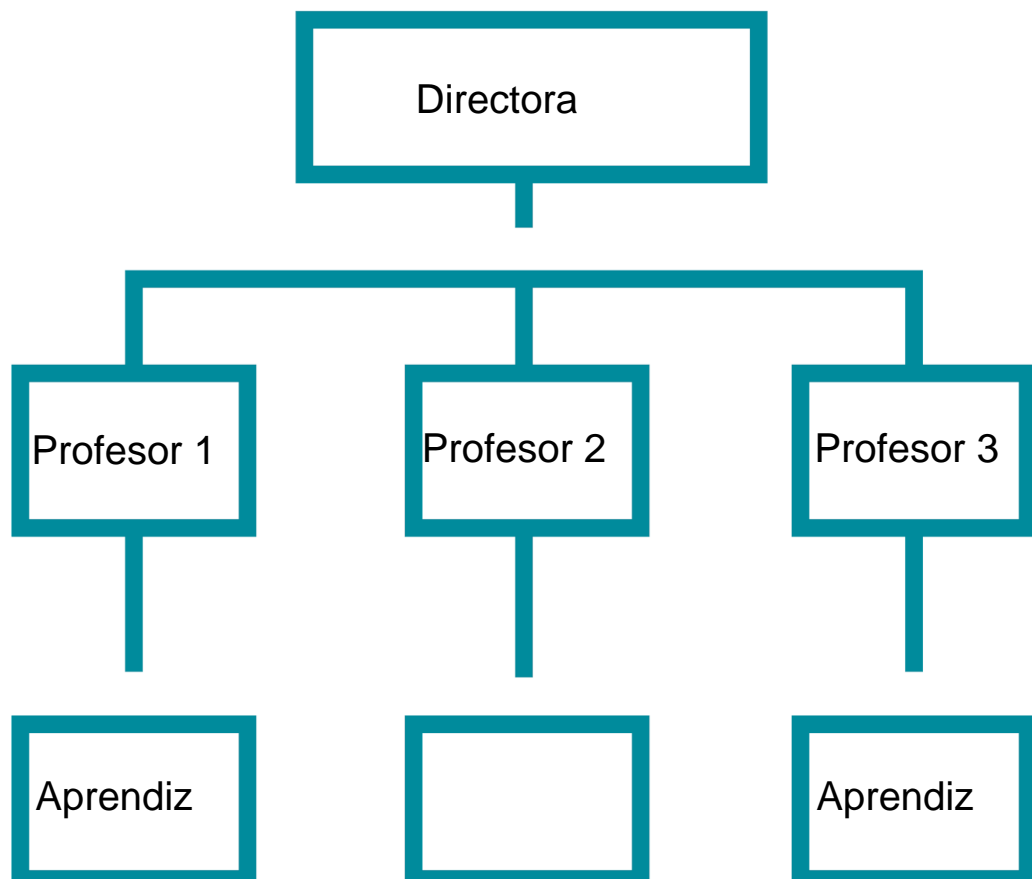 Directora
Profesor 1
Profesor 2
Profesor 3
Aprendiz
Aprendiz